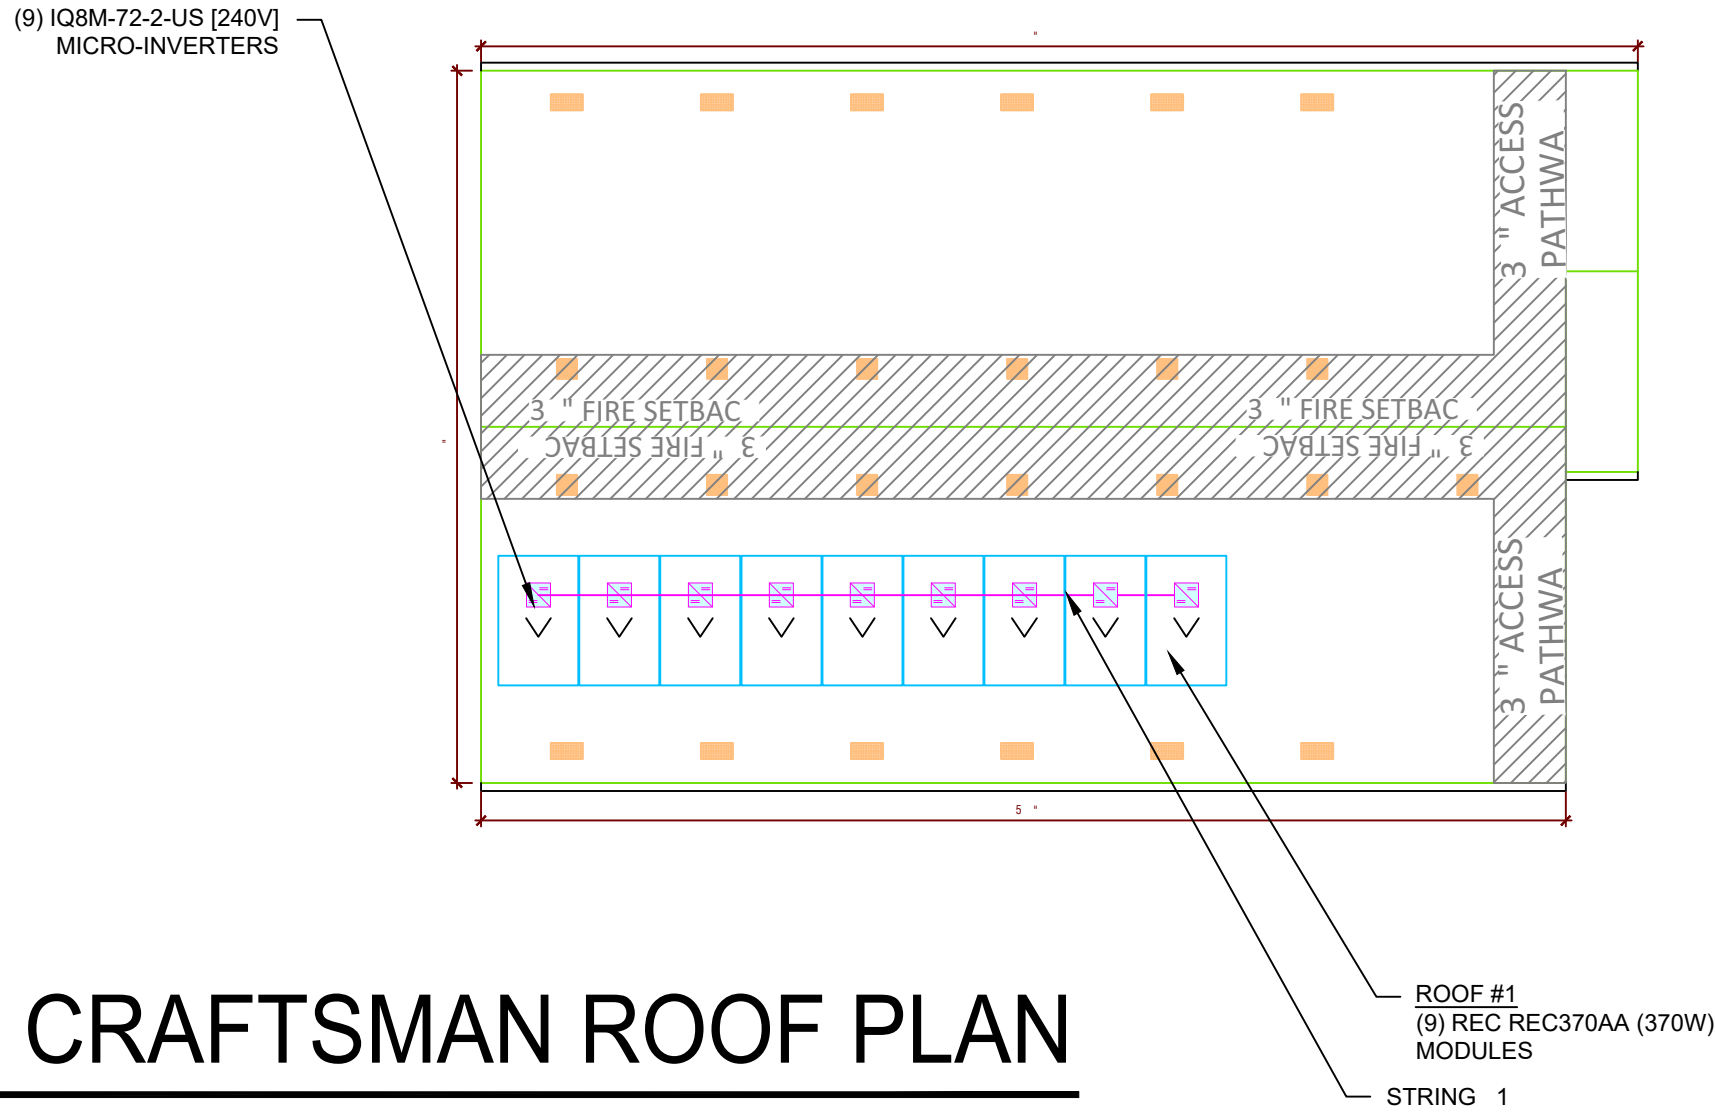 (9) IQ8M-72-2-US [240V]
MICRO-INVERTERS
"
"
3 " ACCESS
PATHWA
3 " FIRE SETBAC
3 " FIRE SETBAC
3 " FIRE SETBAC
3 " FIRE SETBAC
3 " ACCESS
PATHWA
5 "
ROOF #1
(9) REC REC370AA (370W)
MODULES
STRING 1
CRAFTSMAN ROOF PLAN